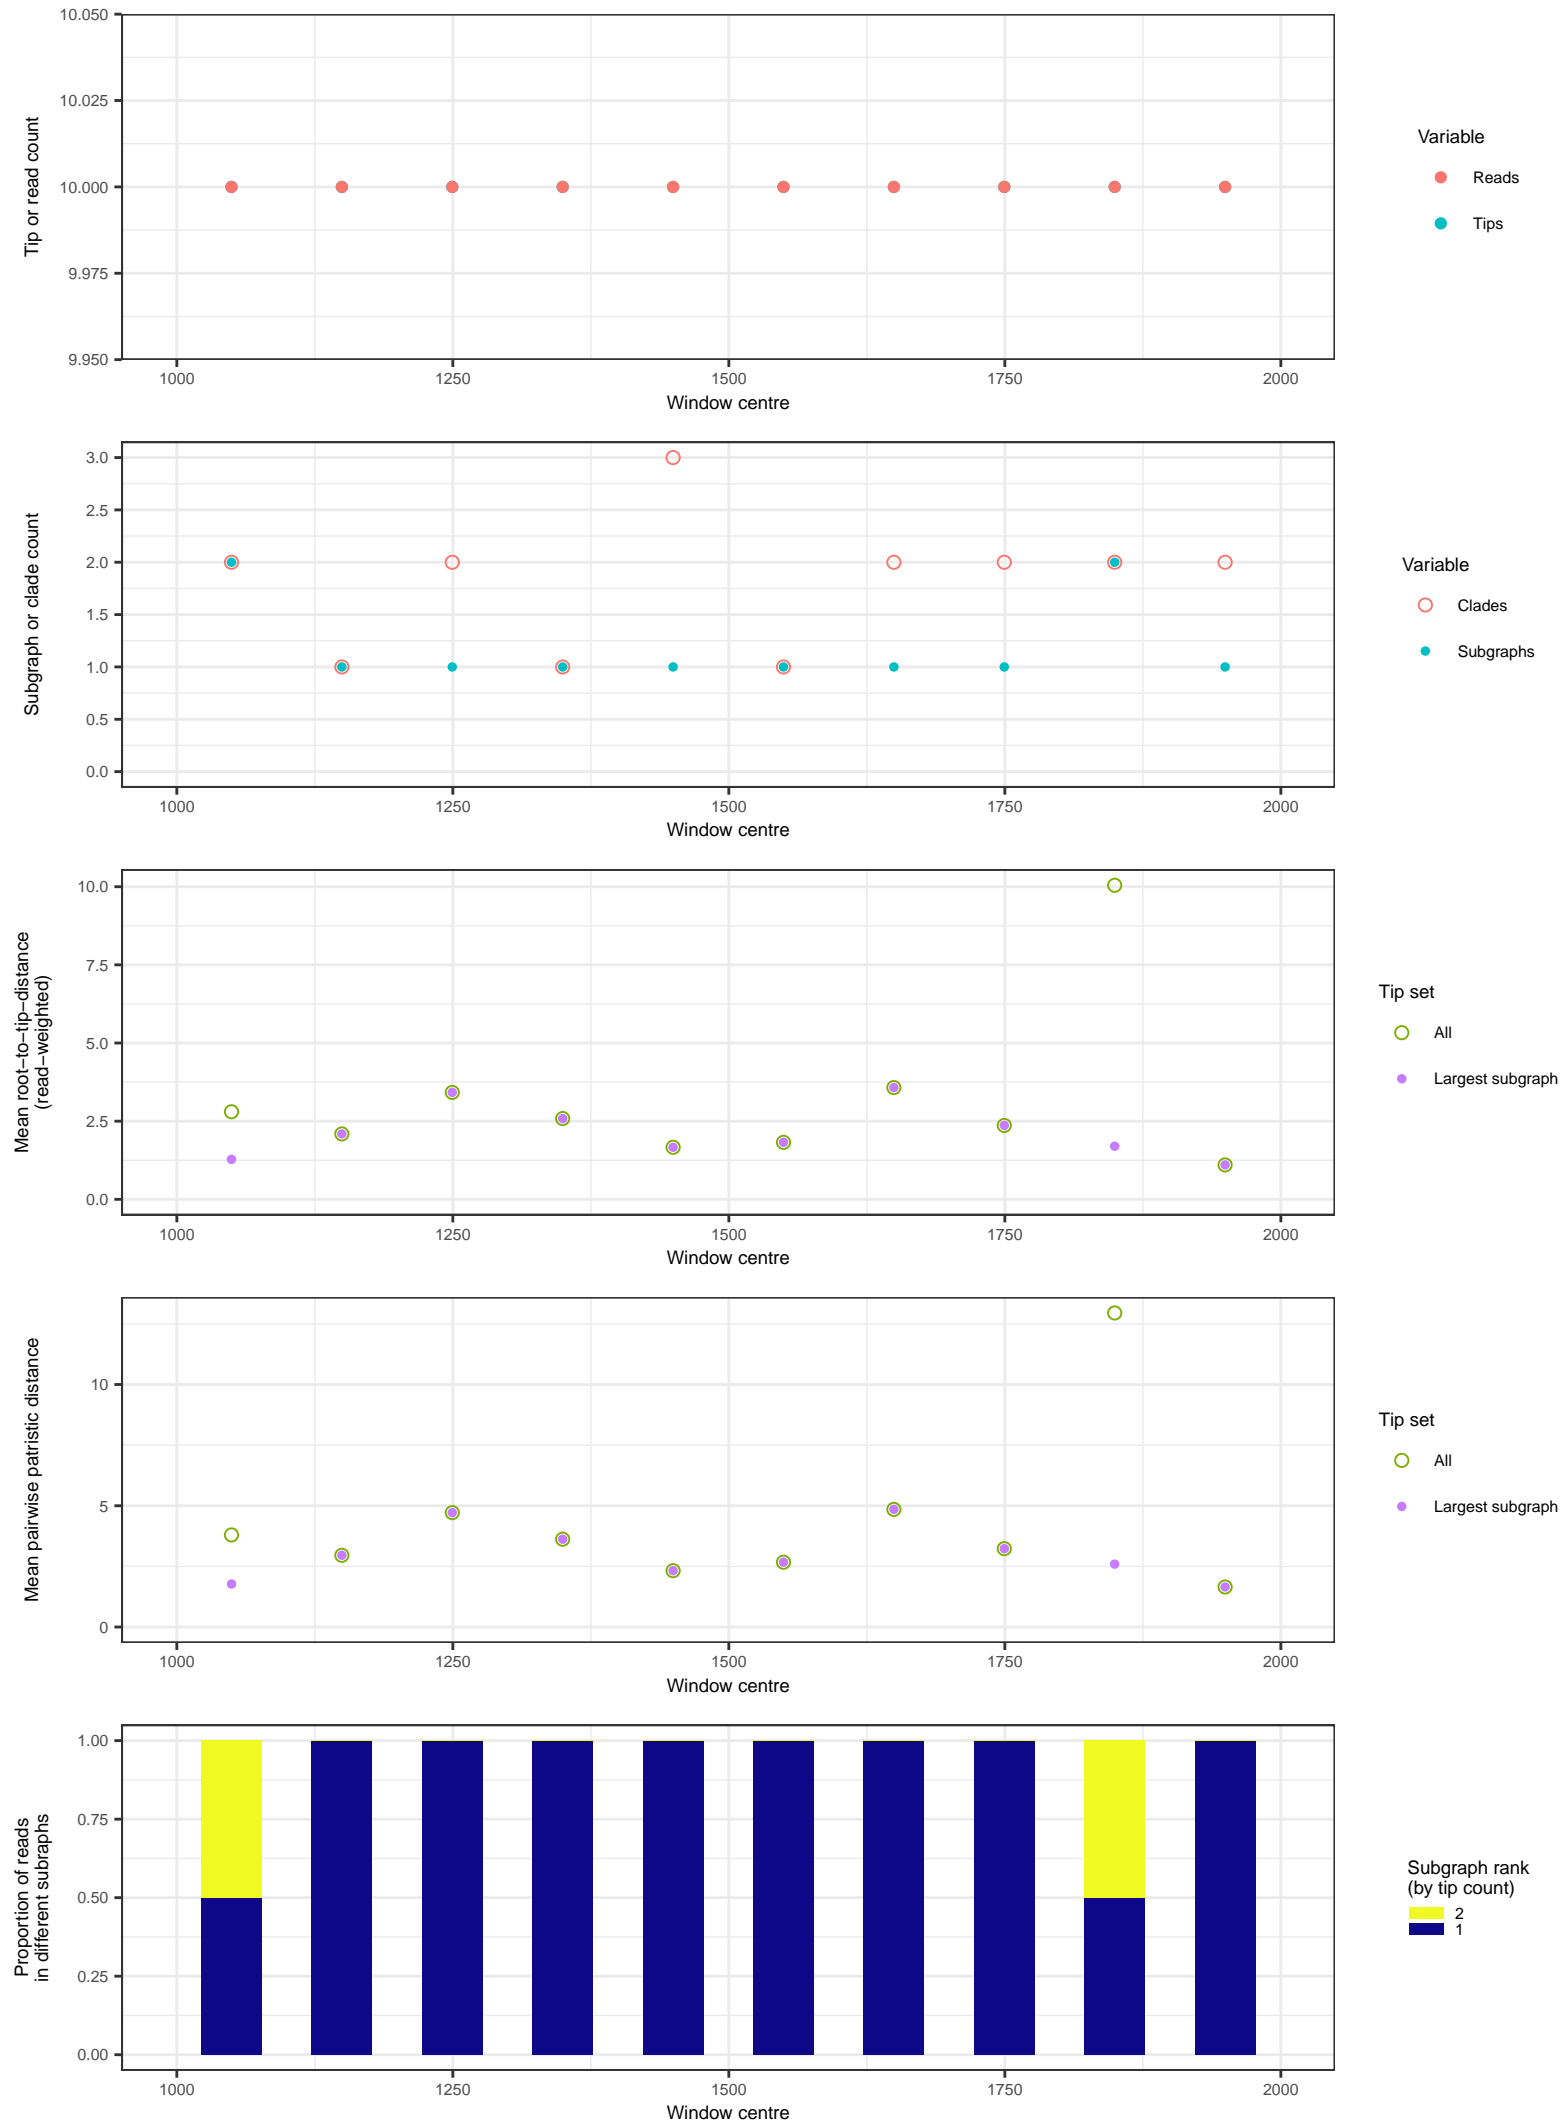 10.050
10.025
10.000
9.975
9.950
Tip or read count
1000 1250 1500 1750 2000
Window centre
Variable
Reads
Tips
3.0
2.5
2.0
1.5
1.0
0.5
0.0
Subgraph or clade count
1000 1250 1500 1750 2000
Window centre
Variable
Clades
Subgraphs
10.0
7.5
5.0
2.5
0.0
Mean root−to−tip−distance
(read−weighted)
1000 1250 1500 1750 2000
Window centre
Tip set
All
Largest subgraph
10
5
0
Mean pairwise patristic distance
1000 1250 1500 1750 2000
Window centre
Tip set
All
Largest subgraph
1.00
0.75
0.50
0.25
0.00
Proportion of reads
in different subraphs
1000 1250 1500 1750 2000
Window centre
Subgraph rank
(by tip count)
2
1